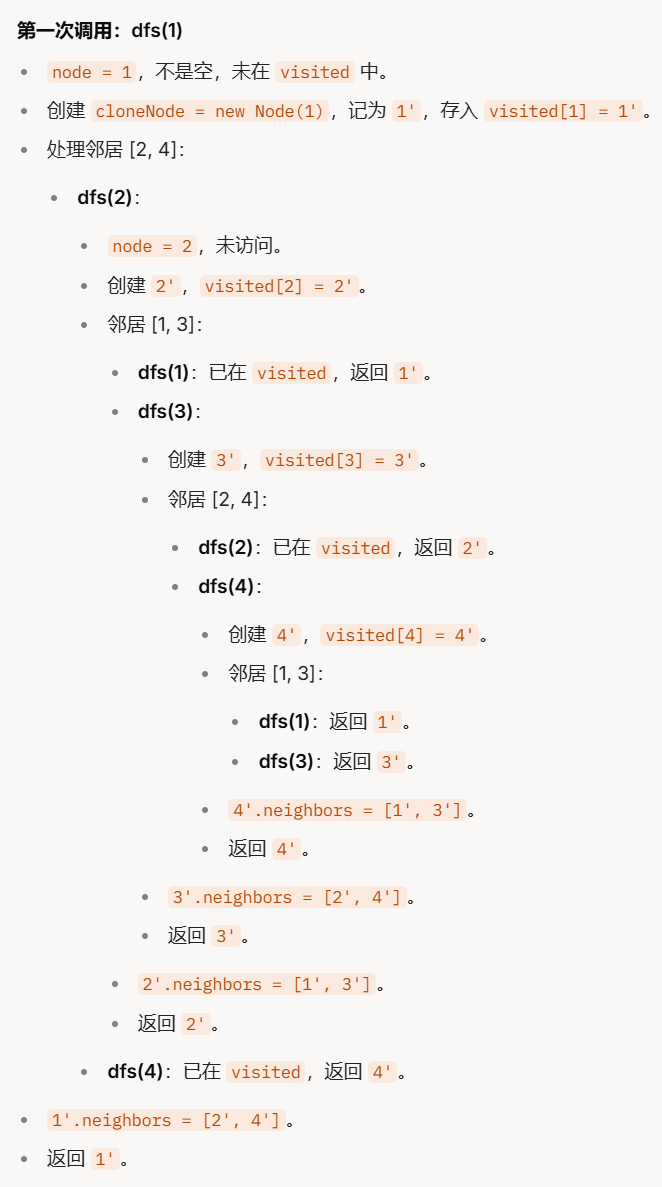 第一次调用：dfs(1)
node = 1，不是空，未在 visited 中。
创建 cloneNode = new Node(1)，记为 1'，存入 visited[1] = 1'。
处理邻居 [2, 4]：
dfs(2)：
node = 2，未访问。
创建 2'，visited[2] = 2'。
邻居 [1, 3]：
dfs(1)：已在 visited，返回 1'。
dfs(3)：
创建 3'，visited[3] = 3'。
邻居 [2, 4]：
dfs(2)：已在 visited，返回 2'。
dfs(4)：
创建 4'，visited[4] = 4'。
邻居 [1, 3]：
dfs(1)：返回 1'。
dfs(3)：返回 3'。
4'.neighbors = [1', 3']。
返回 4'。
3'.neighbors = [2', 4']。
返回 3'。
2'.neighbors = [1', 3']。
返回 2'。
dfs(4)：已在 visited，返回 4'。
1'.neighbors = [2', 4']。
返回 1'。